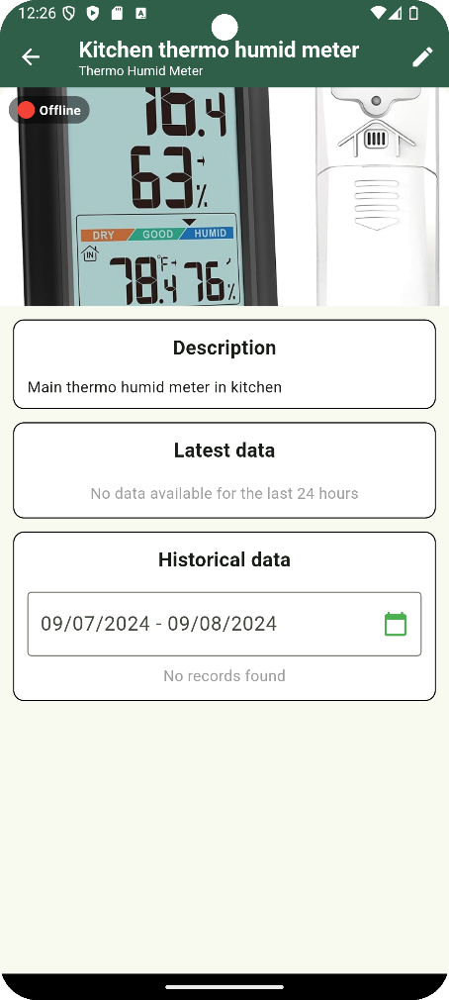 12:26
Kitchen thermo humid meter
Thermo Humid Meter
Offline
76.4
63%
DRY GOOD HUMID
IN
78.4 °F 76%
Description
Main thermo humid meter in kitchen
Latest data
No data available for the last 24 hours
Historical data
09/07/2024 - 09/08/2024
No records found